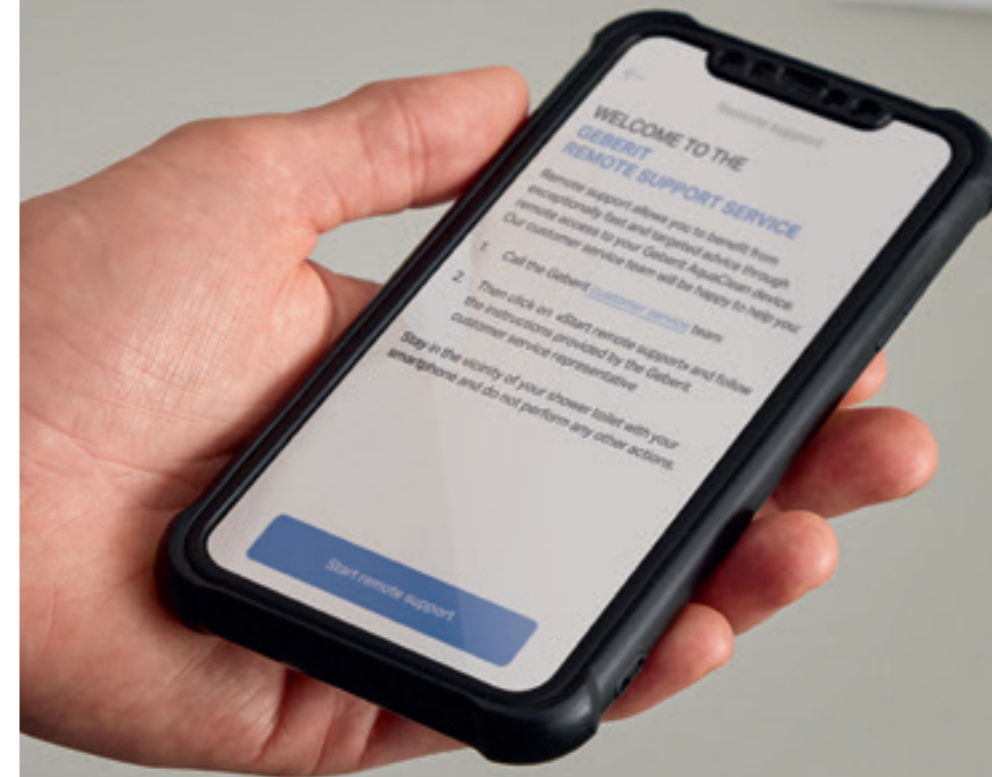 Remote support
WELCOME TO THE
GEBERIT
REMOTE SUPPORT SERVICE
Remote support allows you to benefit from
exceptionally fast and targeted advice through
remote access to your Geberit AquaClean device.
Our customer service team will be happy to help you
1. Call the Geberit customer service team
2. Then click on «Start remote support» and follow
the instructions provided by the Geberit
customer service representative
Stay in the vicinity of your shower toilet with your
smartphone and do not perform any other actions.
Start remote support